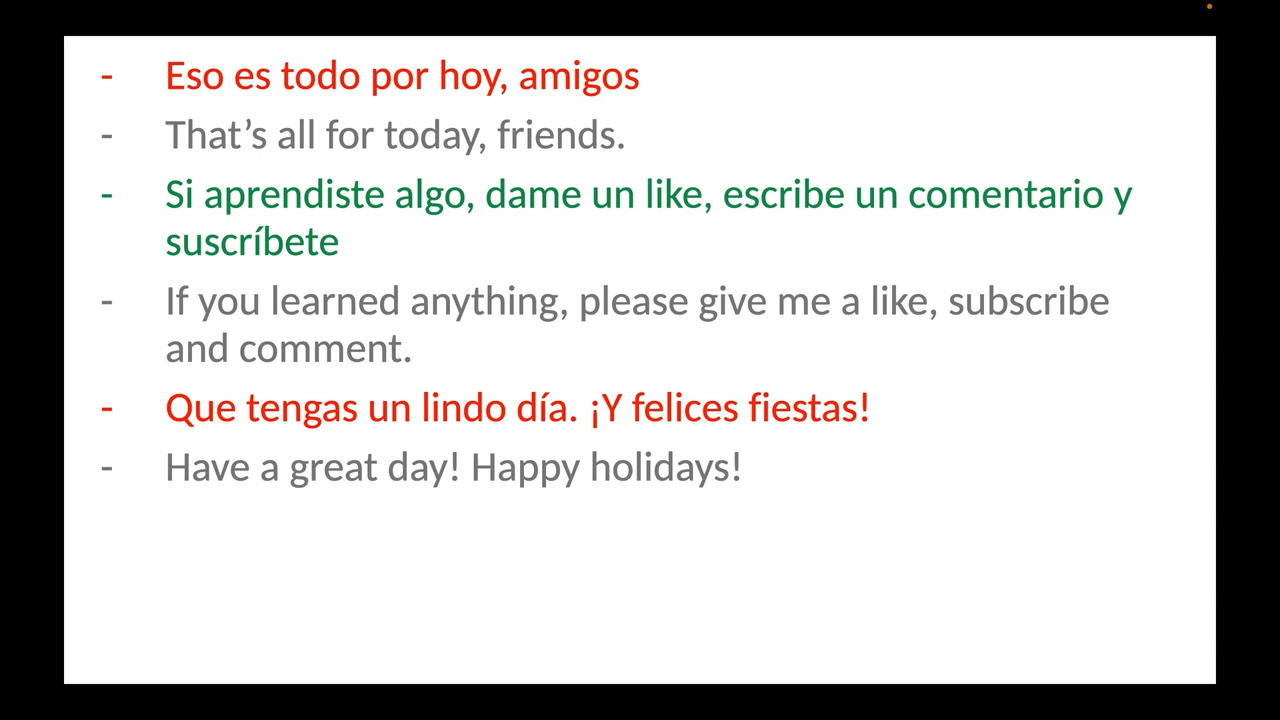 - Eso es todo por hoy, amigos
- That’s all for today, friends.
- Si aprendiste algo, dame un like, escribe un comentario y
suscríbete
- If you learned anything, please give me a like, subscribe
and comment.
- Que tengas un lindo día. ¡Y felices fiestas!
- Have a great day! Happy holidays!